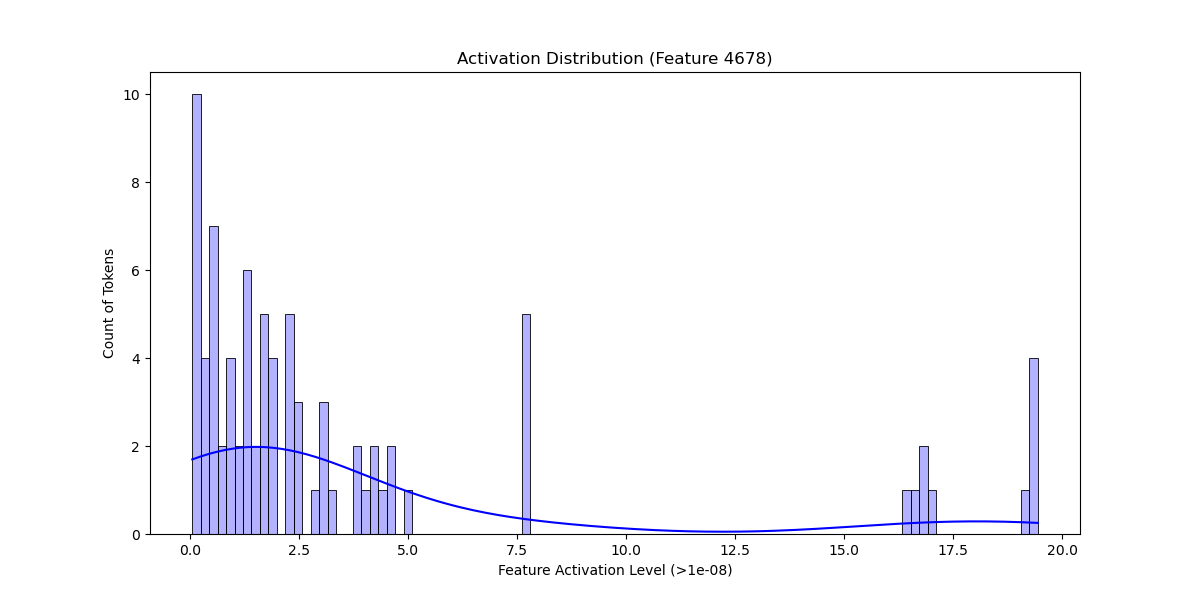 Activation Distribution (Feature 4678)
10
8
6
4
2
0
Count of Tokens
0.0 2.5 5.0 7.5 10.0 12.5 15.0 17.5 20.0
Feature Activation Level (>1e-08)